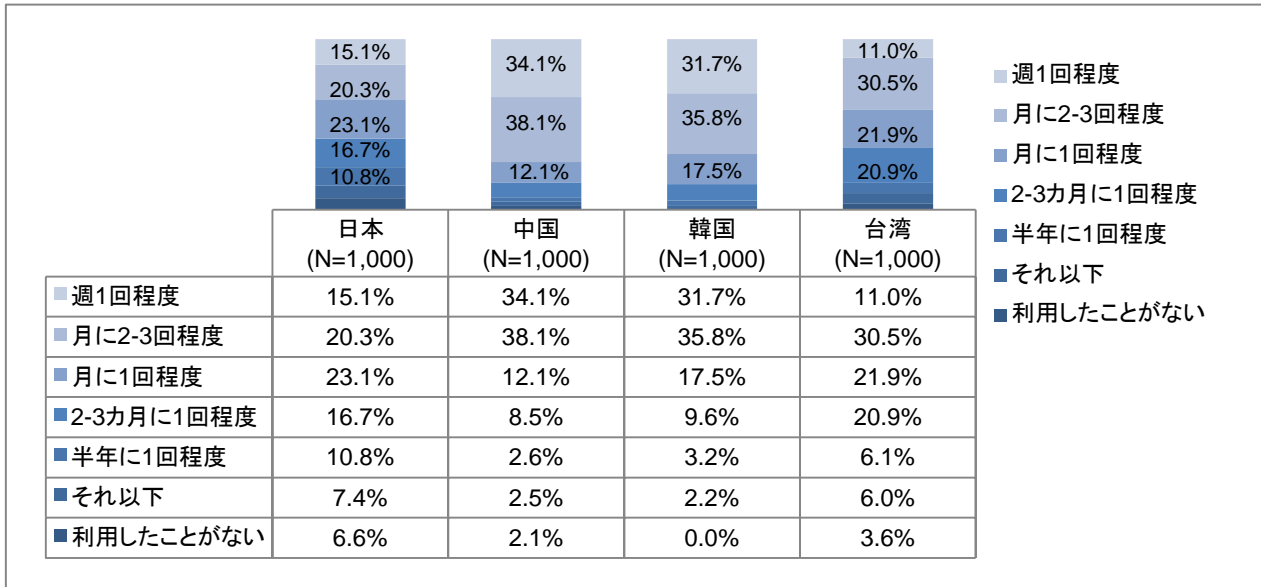 15.1%
34.1%
31.7%
11.0%
20.3%
38.1%
35.8%
30.5%
23.1%
12.1%
17.5%
21.9%
16.7%
20.9%
10.8%
週1回程度
月に2-3回程度
月に1回程度
2-3カ月に1回程度
半年に1回程度
それ以下
利用したことがない
日本 中国 韓国 台湾
(N=1,000) (N=1,000) (N=1,000) (N=1,000)
週1回程度 15.1% 34.1% 31.7% 11.0%
月に2-3回程度 20.3% 38.1% 35.8% 30.5%
月に1回程度 23.1% 12.1% 17.5% 21.9%
2-3カ月に1回程度 16.7% 8.5% 9.6% 20.9%
半年に1回程度 10.8% 2.6% 3.2% 6.1%
それ以下 7.4% 2.5% 2.2% 6.0%
利用したことがない 6.6% 2.1% 0.0% 3.6%